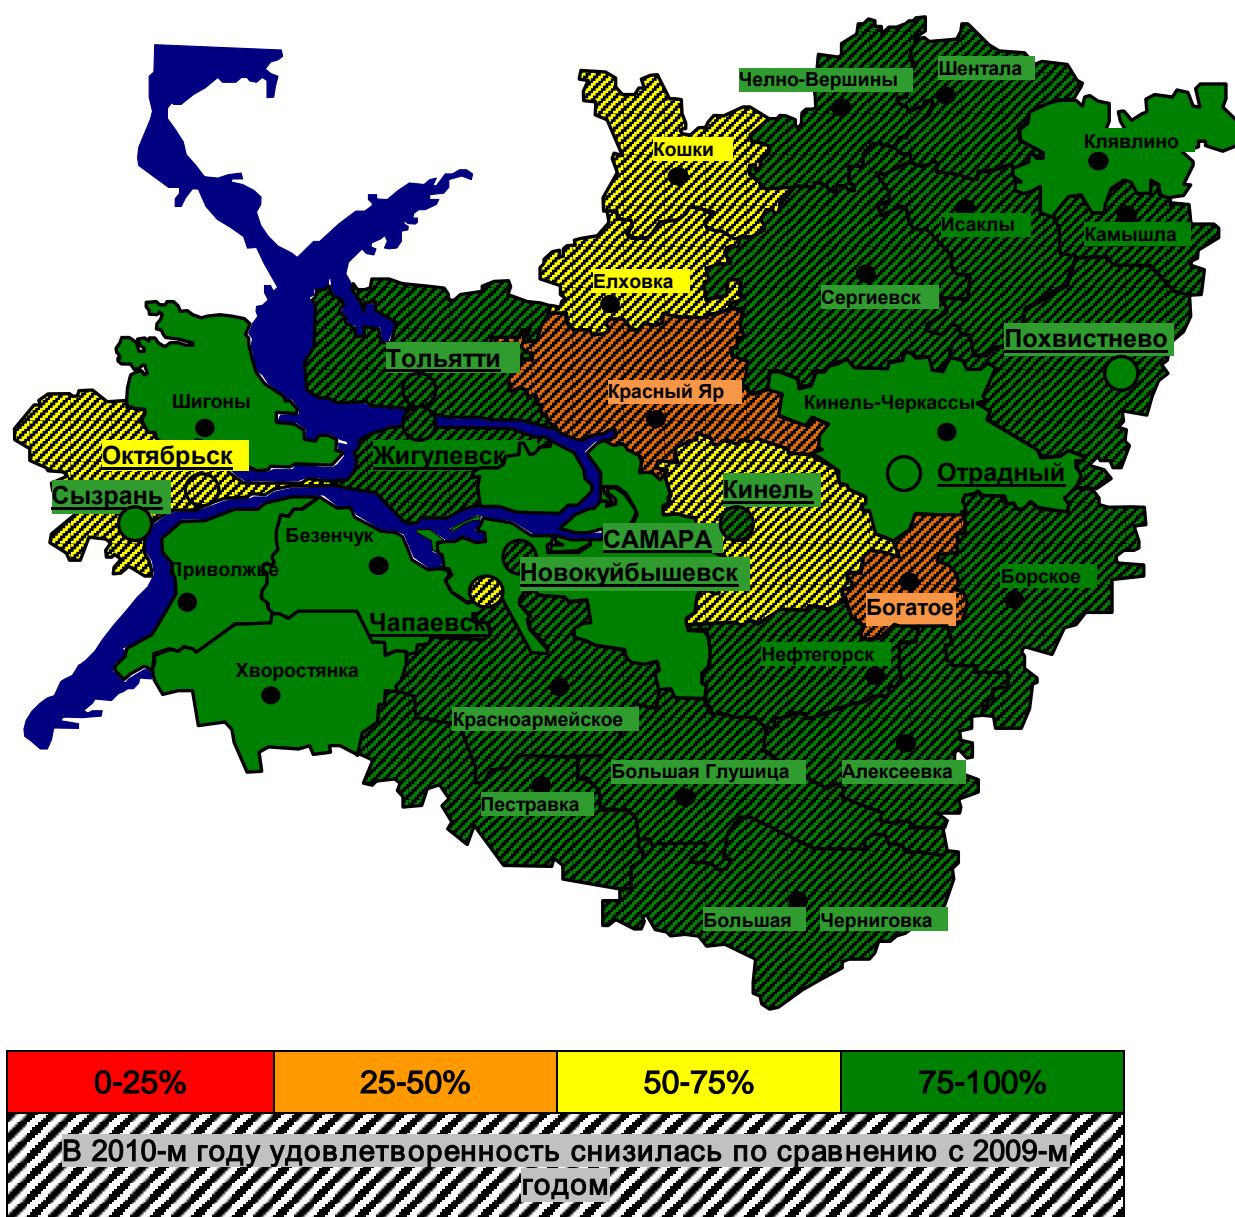 Шентала
Челно-Вершины
Клявлино
Кошки
Исаклы
Камышла
Елховка
Сергиевск
Похвистнево
Тольятти
Красный Яр
Шигоны
Кинель-Черкассы
Октябрьск
Жигулевск
Отрадный
Сызрань
Кинель
Безенчук
САМАРА
Приволжье
Новокуйбышевск
Борское
Богатое
Чапаевск
Нефтегорск
Хворостянка
Красноармейское
Большая Глушица
Алексеевка
Пестравка
Большая Черниговка
0-25% 25-50% 50-75% 75-100%
В 2010-м году удовлетворенность снизилась по сравнению с 2009-м
годом